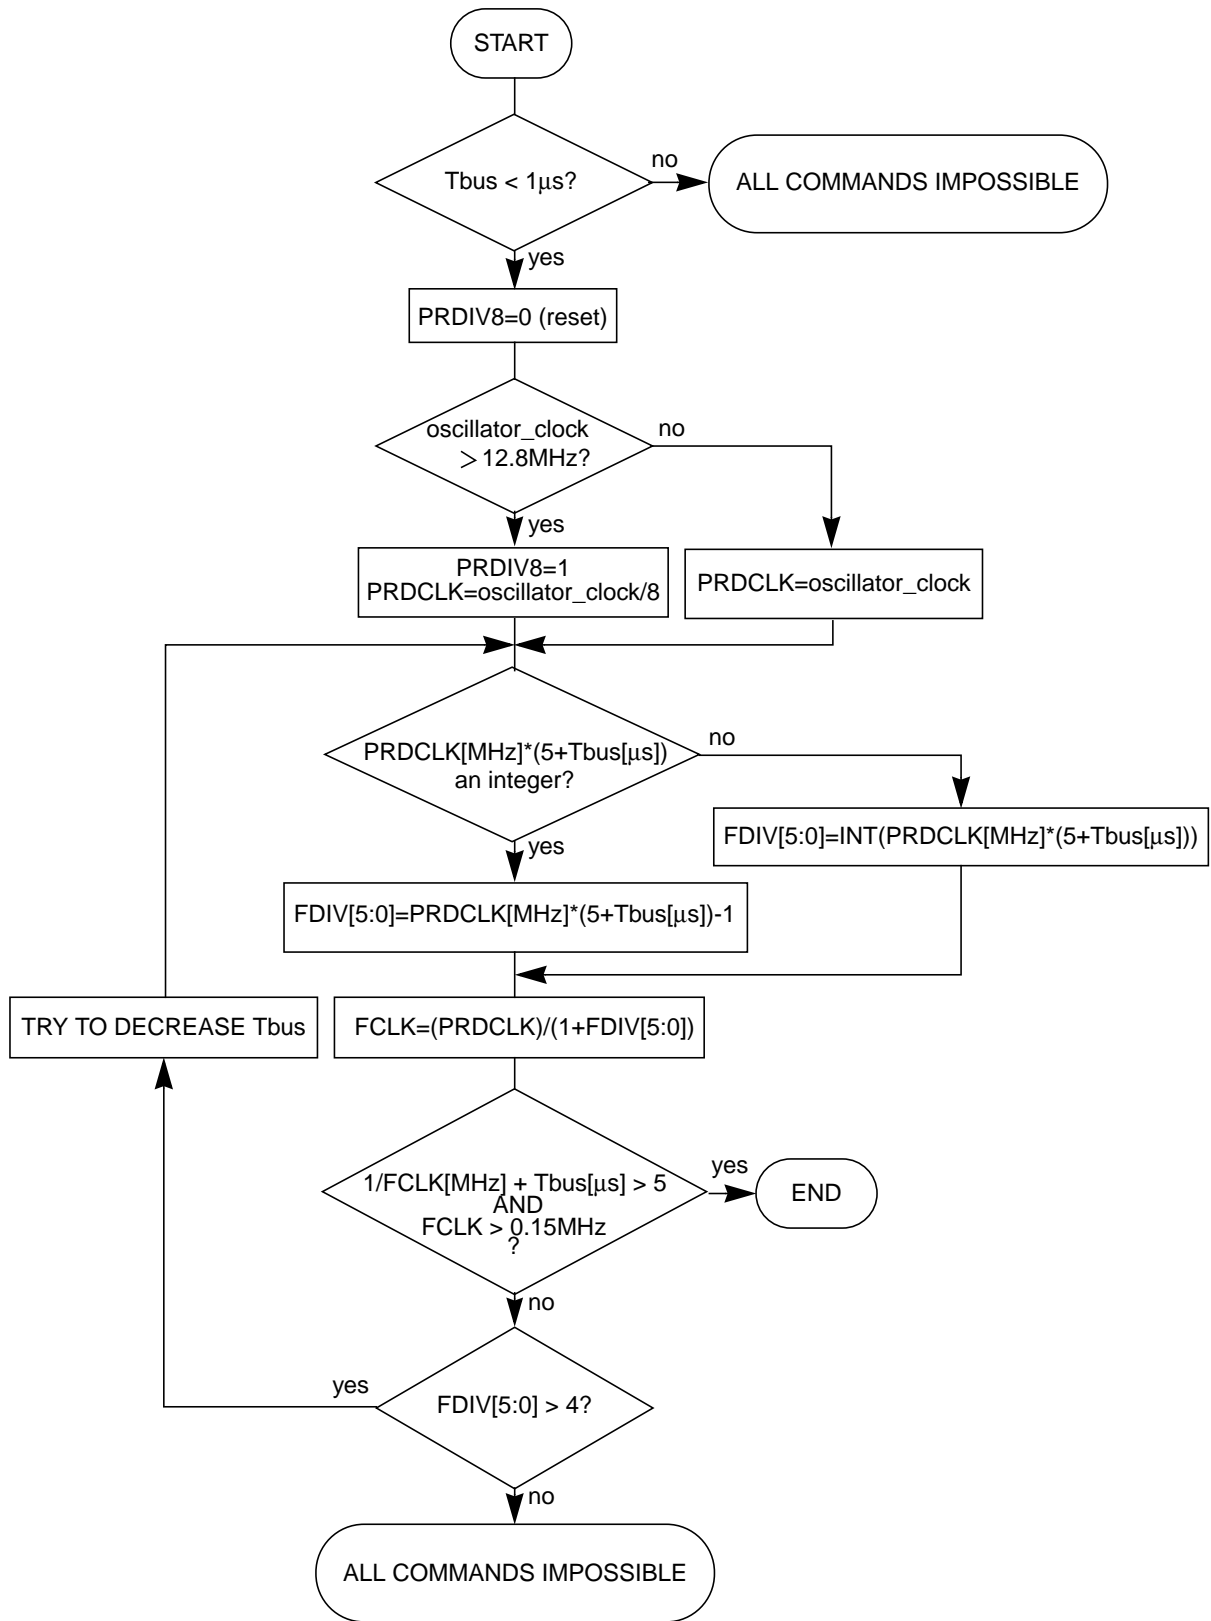 START
Tbus < 1μs?
no
ALL COMMANDS IMPOSSIBLE
yes
PRDIV8=0 (reset)
oscillator_clock
> 12.8MHz?
no
yes
PRDIV8=1
PRDCLK=oscillator_clock/8
PRDCLK=oscillator_clock
PRDCLK[MHz]*(5+Tbus[μs])
an integer?
no
yes
FDIV[5:0]=INT(PRDCLK[MHz]*(5+Tbus[μs]))
FDIV[5:0]=PRDCLK[MHz]*(5+Tbus[μs])-1
TRY TO DECREASE Tbus
FCLK=(PRDCLK)/(1+FDIV[5:0])
1/FCLK[MHz] + Tbus[μs] > 5
AND
FCLK > 0.15MHz
?
yes
END
no
FDIV[5:0] > 4?
yes
no
ALL COMMANDS IMPOSSIBLE